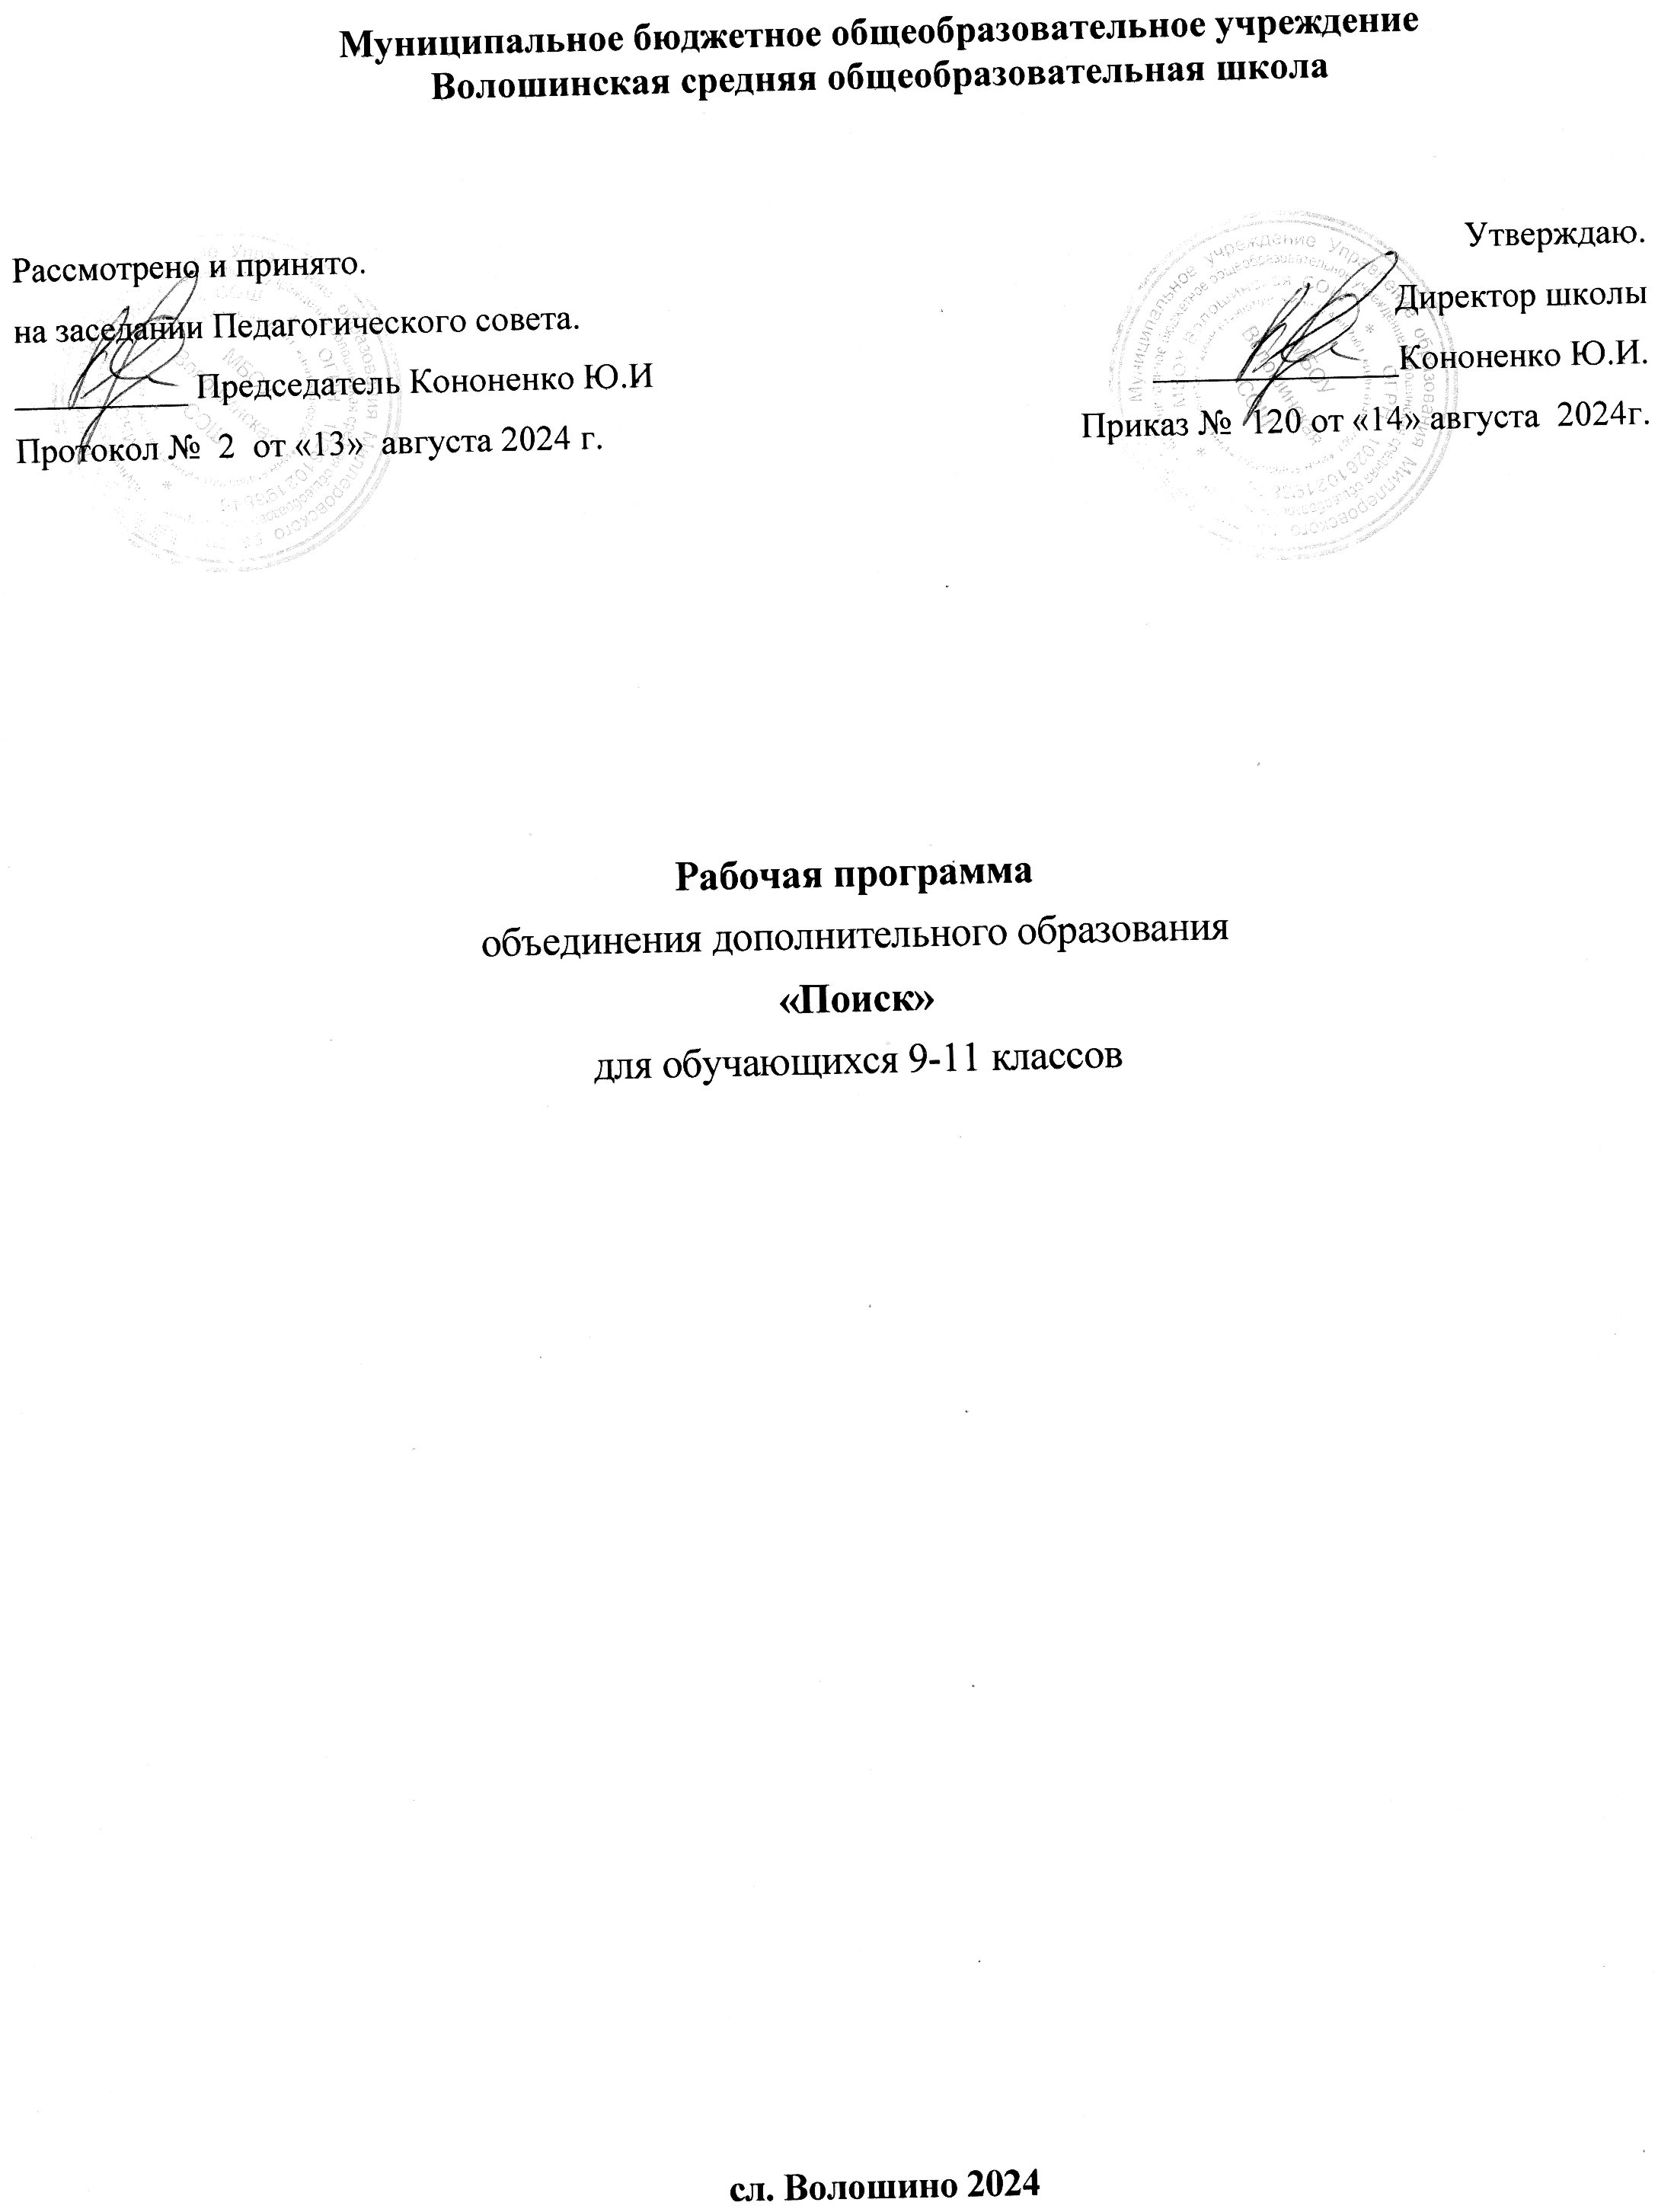 Муниципальное бюджетное общеобразовательное учреждение
Волошинская средняя общеобразовательная школа
Рассмотрено и принято.
на заседании Педагогического совета.
____________ Председатель Кононенко Ю.И
Протокол № 2 от «13» августа 2024 г.
Утверждаю.
Директор школы
_________________Кононенко Ю.И.
Приказ № 120 от «14» августа 2024г.
Рабочая программа
объединения дополнительного образования
«Поиск»
для обучающихся 9-11 классов
сл. Волошино 2024